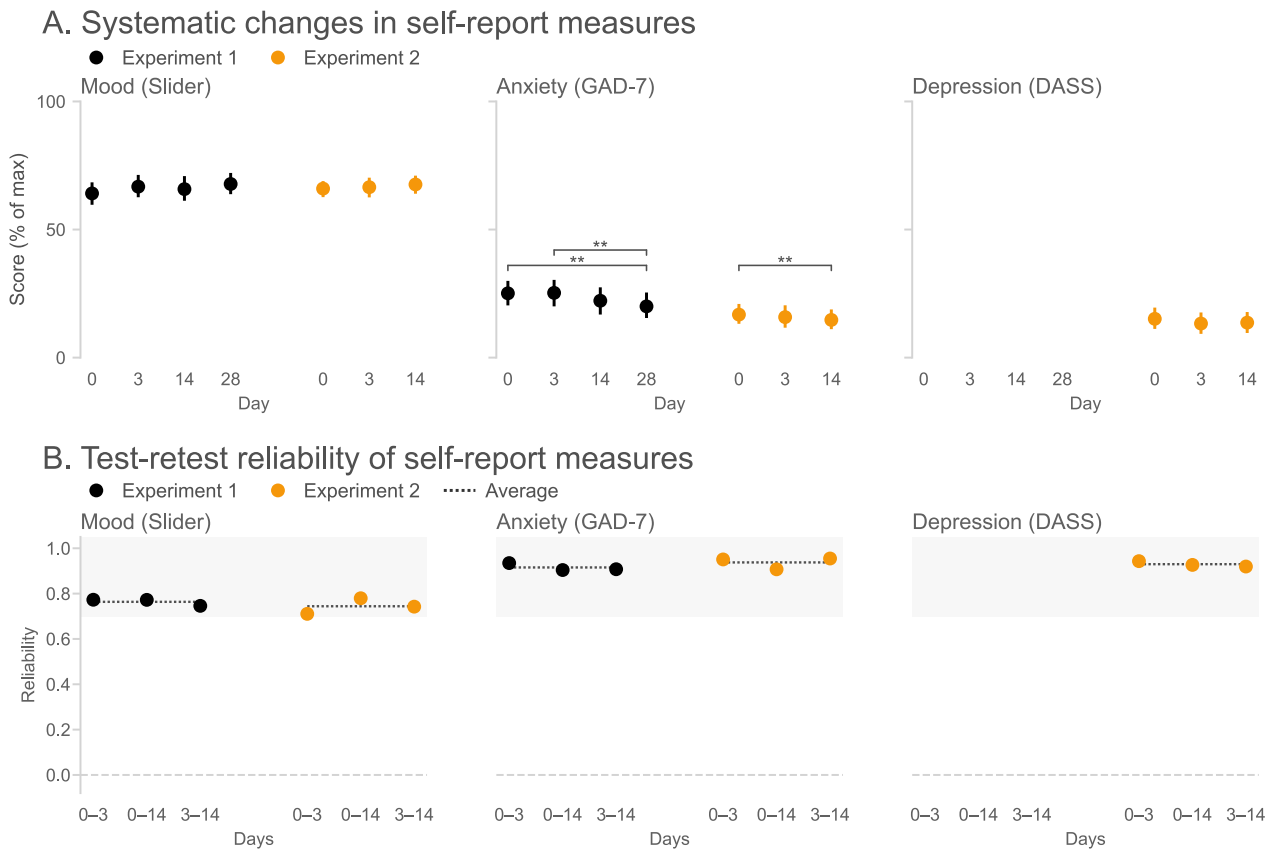 A. Systematic changes in self-report measures
Experiment 1 Experiment 2
Mood (Slider) Anxiety (GAD-7) Depression (DASS)
100
50
0
Score (% of max)
** 
** **
0 3 14 28 0 3 14 0 3 14 28 0 3 14 0 3 14 28 0 3 14
Day Day Day
B. Test-retest reliability of self-report measures
Experiment 1 Experiment 2 Average
Mood (Slider) Anxiety (GAD-7) Depression (DASS)
1.0
0.8
0.6
0.4
0.2
0.0
Reliability
0–3 0–14 3–14 0–3 0–14 3–14 0–3 0–14 3–14 0–3 0–14 3–14 0–3 0–14 3–14 0–3 0–14 3–14
Days Days Days